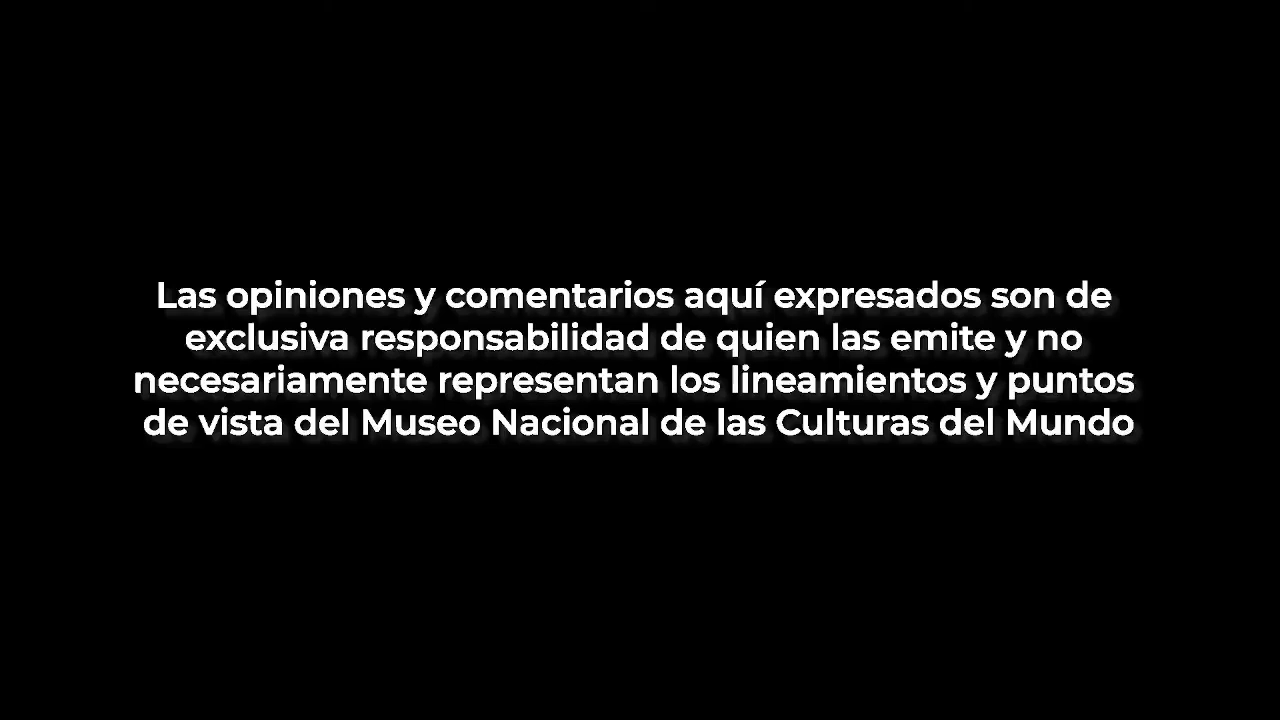 Las opiniones y comentarios aquí expresados son de
exclusiva responsabilidad de quien las emite y no
necesariamente representan los lineamientos y puntos
de vista del Museo Nacional de las Culturas del Mundo